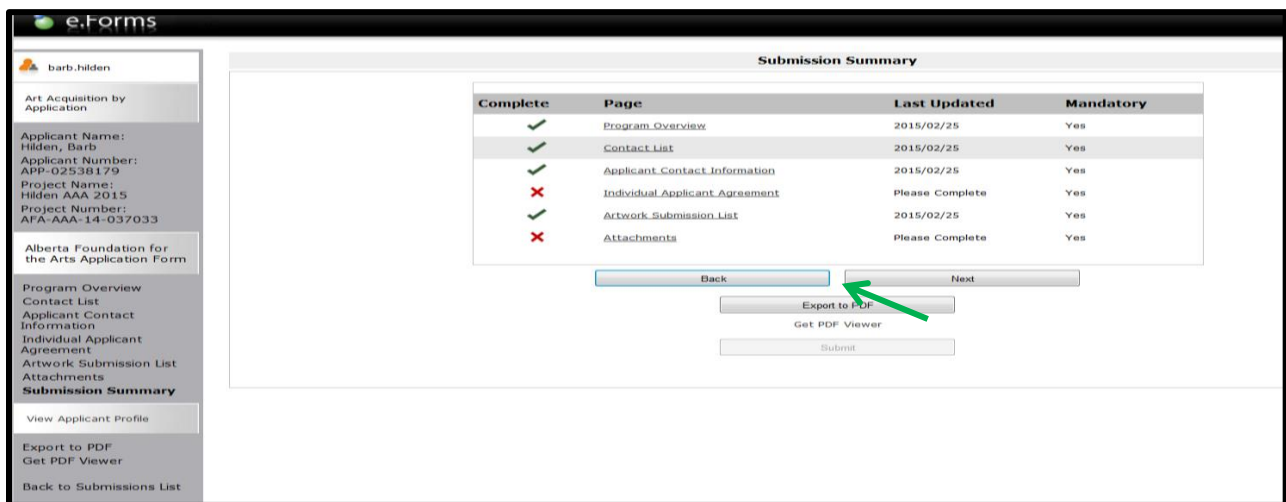 e.Forms
barb.hilden
Art Acquisition by
Application
Applicant Name:
Hilden, Barb
Applicant Number:
APP-02538179
Project Name:
Hilden AAA 2015
Project Number:
AFA-AAA-14-037033
Alberta Foundation for
the Arts Application Form
Program Overview
Contact List
Applicant Contact
Information
Individual Applicant
Agreement
Artwork Submission List
Attachments
Submission Summary
View Applicant Profile
Export to PDF
Get PDF Viewer
Back to Submissions List
Submission Summary
Complete Page Last Updated Mandatory
Program Overview 2015/02/25 Yes
Contact List 2015/02/25 Yes
Applicant Contact Information 2015/02/25 Yes
Individual Applicant Agreement Please Complete Yes
Artwork Submission List 2015/02/25 Yes
Attachments Please Complete Yes
Back Next
Export to PDF
Get PDF Viewer
Submit